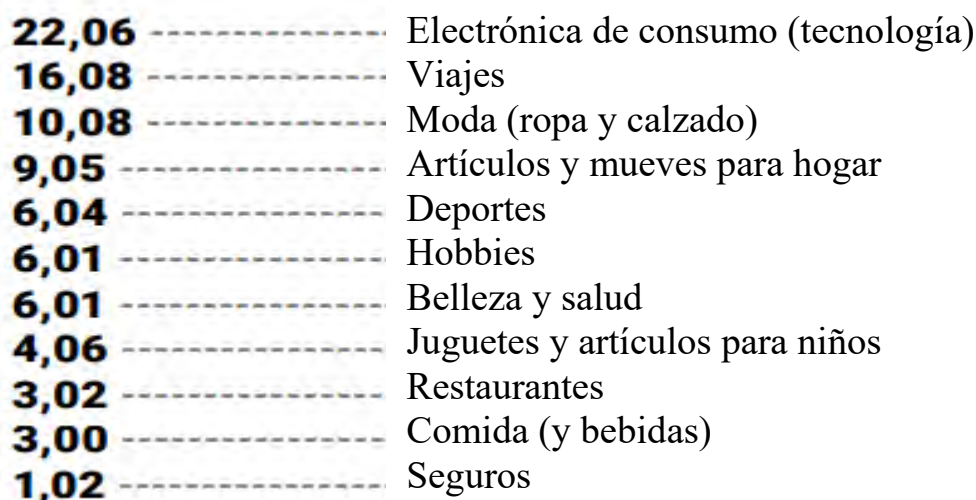 22,06 Electrónica de consumo (tecnología)
16,08 Viajes
10,08 Moda (ropa y calzado)
9,05 Artículos y mueves para hogar
6,04 Deportes
6,01 Hobbies
6,01 Belleza y salud
4,06 Juguetes y artículos para niños
3,02 Restaurantes
3,00 Comida (y bebidas)
1,02 Seguros